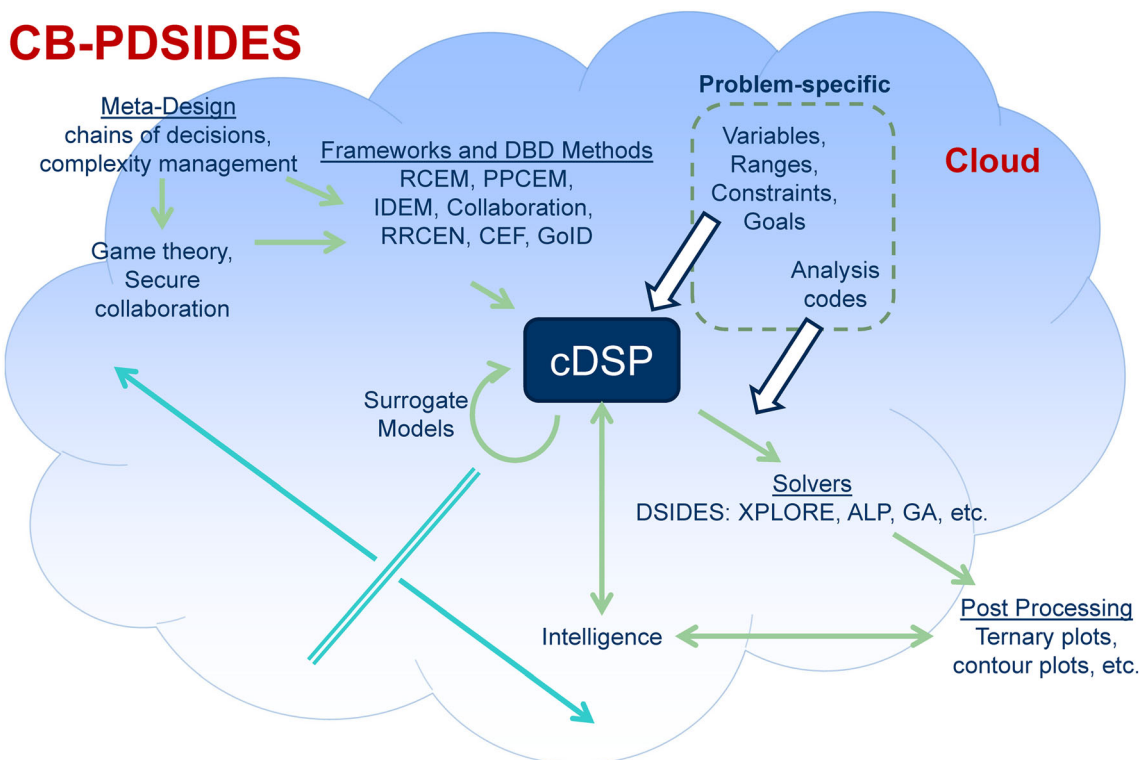 CB-PDSIDES
Meta-Design
chains of decisions,
complexity management
Frameworks and DBD Methods
RCEM, PPCEM,
IDEM, Collaboration,
RRCEN, CEF, GoID
Game theory,
Secure
collaboration
Problem-specific
Variables,
Ranges,
Constraints,
Goals
Analysis
codes
Cloud
cDSP
Surrogate
Models
Solvers
DSIDES: XPLORE, ALP, GA, etc.
Intelligence
Post Processing
Ternary plots,
contour plots, etc.